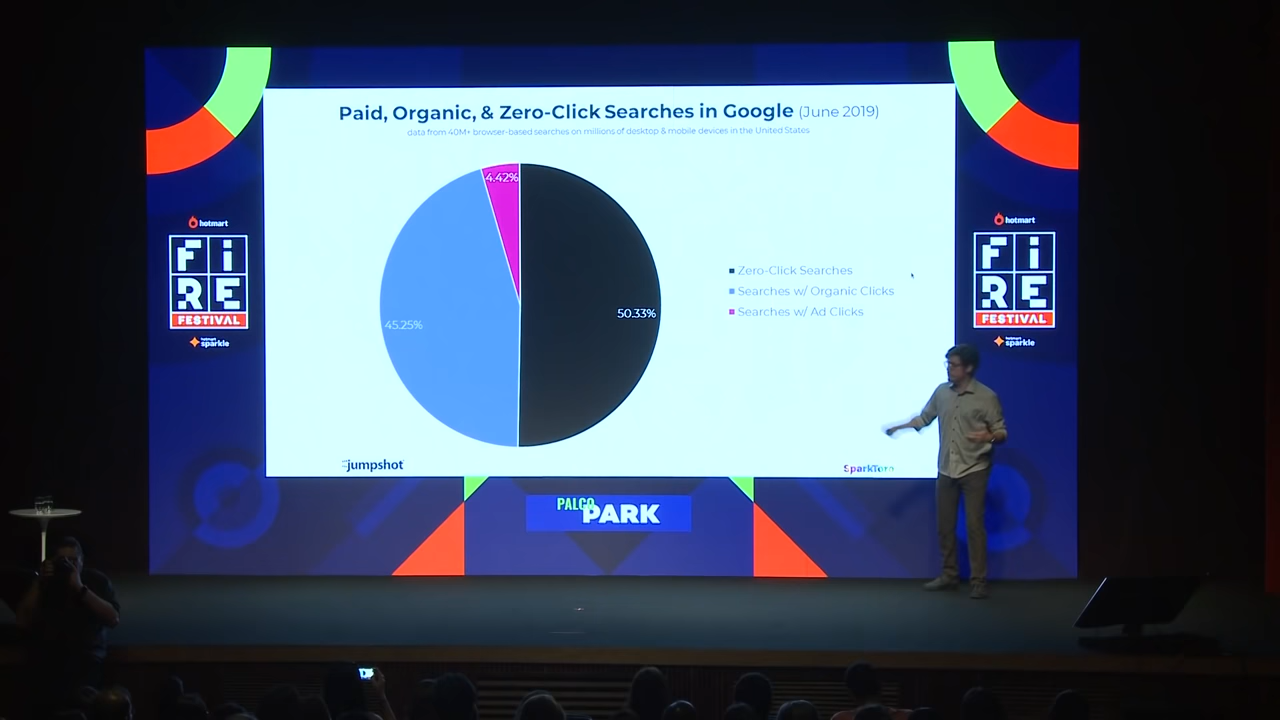 Paid, Organic, & Zero-Click Searches in Google (June 2019)
data from 40M+ browser-based searches on millions of desktop & mobile devices in the United States
4.42%
45.25%
50.33%
Zero-Click Searches
Searches w/ Organic Clicks
Searches w/ Ad Clicks
jumpshot
SparkToro
hotmart
FiRE
FESTIVAL
hotmart
sparkle
hotmart
FiRE
FESTIVAL
hotmart
sparkle
PALCO
PARK